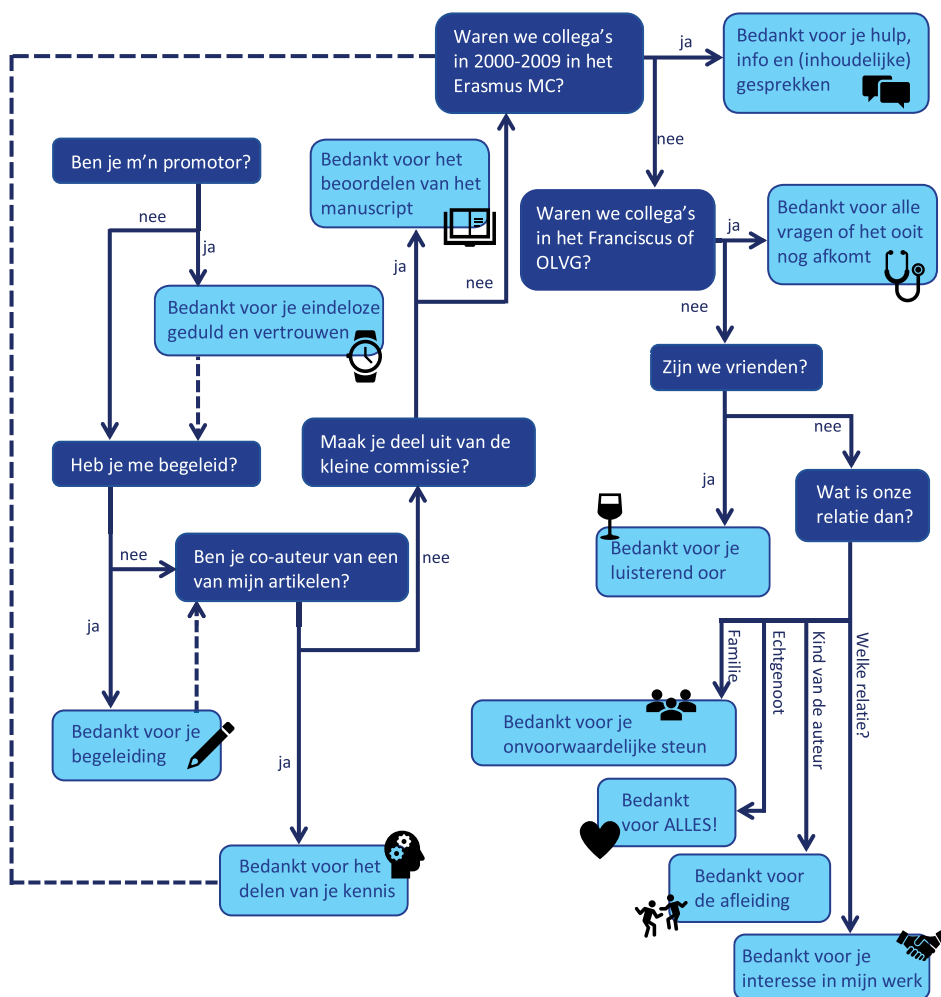 Ben je m'n promotor?
nee
ja
Bedankt voor je eindeloze
geduld en vertrouwen
Heb je me begeleid?
nee
ja
Bedankt voor je
begeleiding
Ben je co-auteur van een
van mijn artikelen?
nee
ja
Bedankt voor het
delen van je kennis
Maak je deel uit van de
kleine commissie?
ja
nee
Bedankt voor het
beoordelen van het
manuscript
Waren we collega's
in 2000-2009 in het
Erasmus MC?
ja
nee
Bedankt voor je hulp,
info en (inhoudelijke)
gesprekken
Waren we collega's
in het Franciscus of
OLVG?
ja
nee
Bedankt voor alle
vragen of het ooit
nog afkomt
Zijn we vrienden?
nee
ja
Bedankt voor je
luisterend oor
Wat is onze
relatie dan?
Familie
Echtgenoot
Kind van de auteur
Welke relatie?
Bedankt voor je
onvoorwaardelijke steun
Bedankt
voor ALLES!
Bedankt voor
de afleiding
Bedankt voor je
interesse in mijn werk